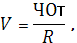 V = ЧОт / R ,